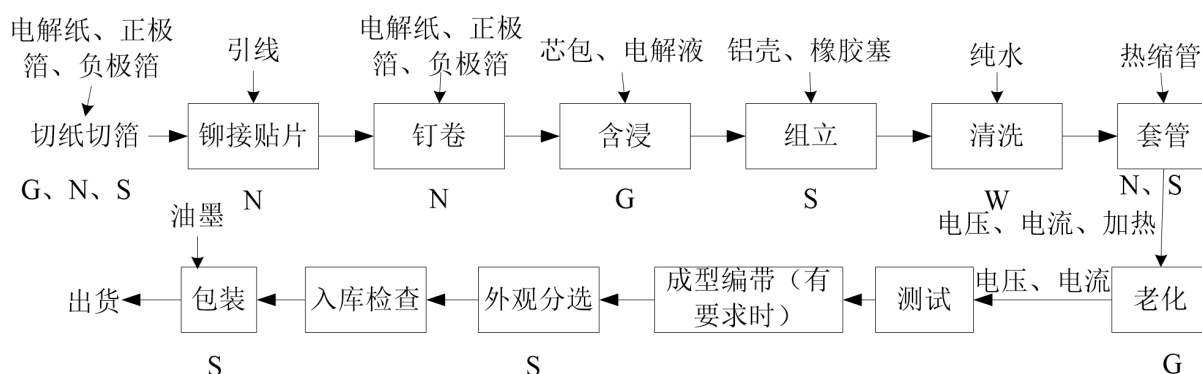 电解纸、正极
箔、负极箔
引线
电解纸、正极
箔、负极箔
芯包、电解液
铝壳、橡胶塞
纯水
热缩管
切纸切箔
铆接贴片
钉卷
含浸
组立
清洗
套管
G、N、S
N
N
G
S
W
N、S
电压、电流、加热
油墨
出货
包装
入库检查
外观分选
成型编带（有
要求时）
测试
电压、电流
老化
S
S
G